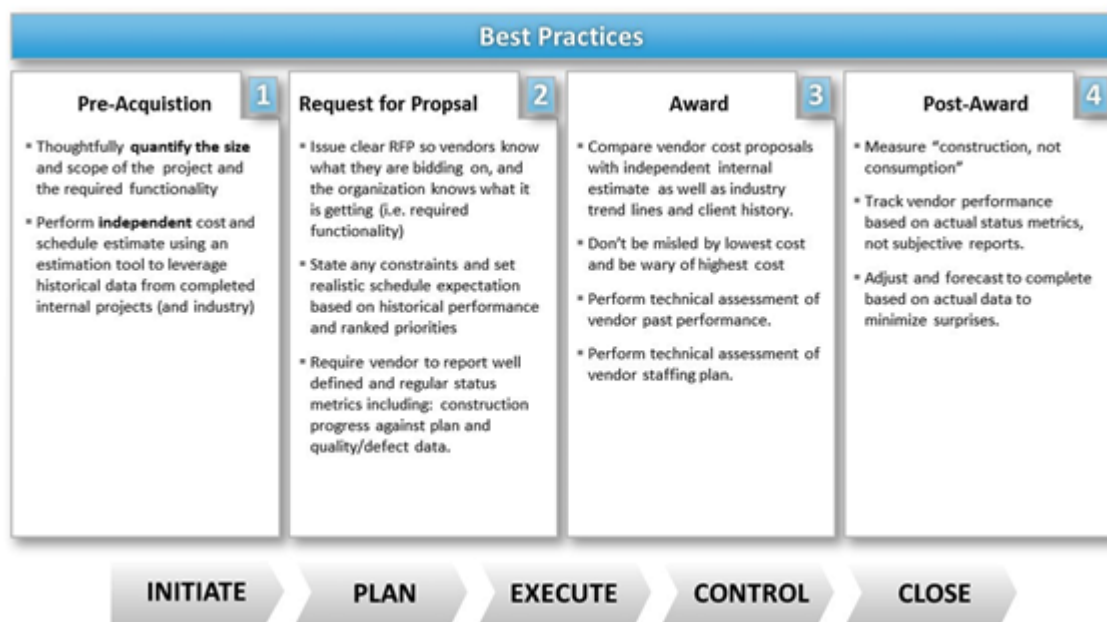 Best Practices
Pre-Acquistion
1
▪ Thoughtfully quantify the size
and scope of the project and
the required functionality
▪ Perform independent cost and
schedule estimate using an
estimation tool to leverage
historical data from completed
internal projects (and industry)
Request for Propsal
2
▪ Issue clear RFP so vendors know
what they are bidding on, and
the organization knows what it
is getting (i.e. required
functionality)
▪ State any constraints and set
realistic schedule expectation
based on historical performance
and ranked priorities
▪ Require vendor to report well
defined and regular status
metrics including: construction
progress against plan and
quality/defect data.
Award
3
▪ Compare vendor cost proposals
with independent internal
estimate as well as industry
trend lines and client history.
▪ Don't be misled by lowest cost
and be wary of highest cost
▪ Perform technical assessment of
vendor past performance.
▪ Perform technical assessment of
vendor staffing plan.
Post-Award
4
▪ Measure “construction, not
consumption”
▪ Track vendor performance
based on actual status metrics,
not subjective reports.
▪ Adjust and forecast to complete
based on actual data to
minimize surprises.
INITIATE
PLAN
EXECUTE
CONTROL
CLOSE